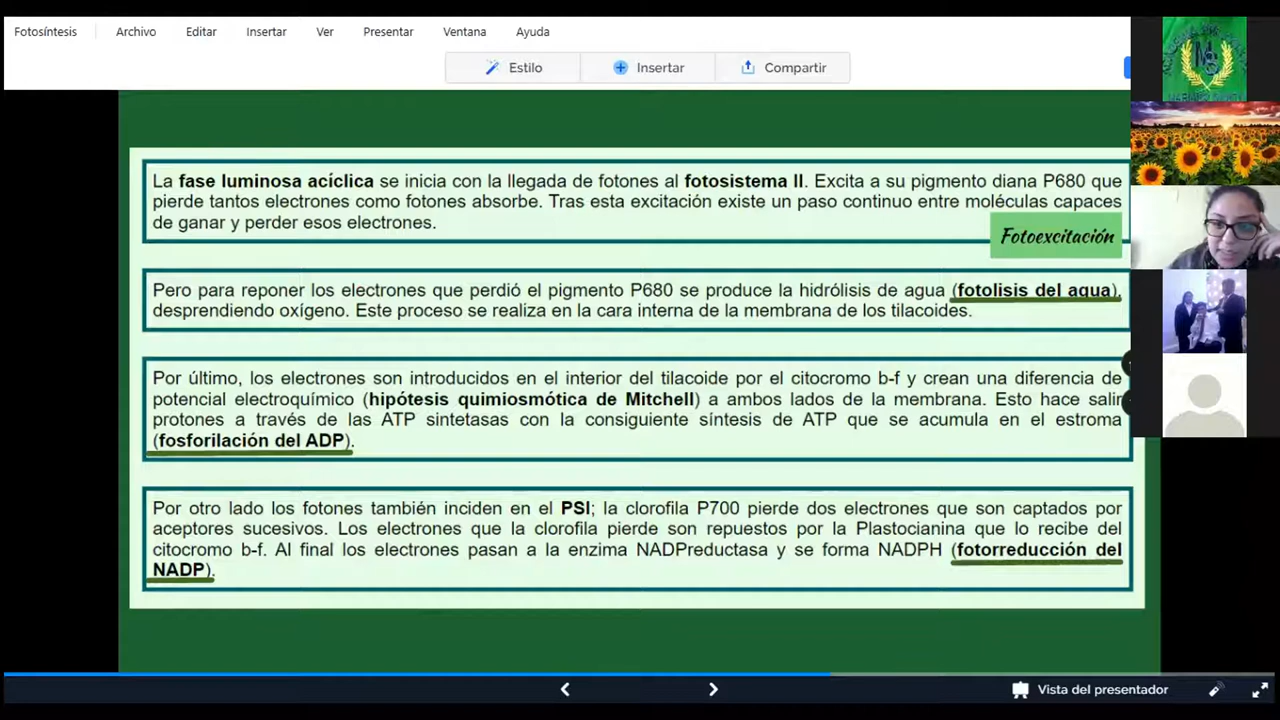 Fotosíntesis Archivo Editar Insertar Ver Presentar Ventana Ayuda
Estilo Insertar Compartir
La fase luminosa acíclica se inicia con la llegada de fotones al fotosistema II. Excita a su pigmento diana P680 que
pierde tantos electrones como fotones absorbe. Tras esta excitación existe un paso continuo entre moléculas capaces
de ganar y perder esos electrones.
Fotoexcitación
Pero para reponer los electrones que perdió el pigmento P680 se produce la hidrólisis de agua (fotolisis del agua),
desprendiendo oxígeno. Este proceso se realiza en la cara interna de la membrana de los tilacoides.
Por último, los electrones son introducidos en el interior del tilacoide por el citocromo b-f y crean una diferencia de
potencial electroquímico (hipótesis quimiosmótica de Mitchell) a ambos lados de la membrana. Esto hace salir
protones a través de las ATP sintetasas con la consiguiente síntesis de ATP que se acumula en el estroma
(fosforilación del ADP).
Por otro lado los fotones también inciden en el PSI; la clorofila P700 pierde dos electrones que son captados por
aceptores sucesivos. Los electrones que la clorofila pierde son repuestos por la Plastocianina que lo recibe del
citocromo b-f. Al final los electrones pasan a la enzima NADPreductasa y se forma NADPH (fotorreducción del
NADP).
Vista del presentador